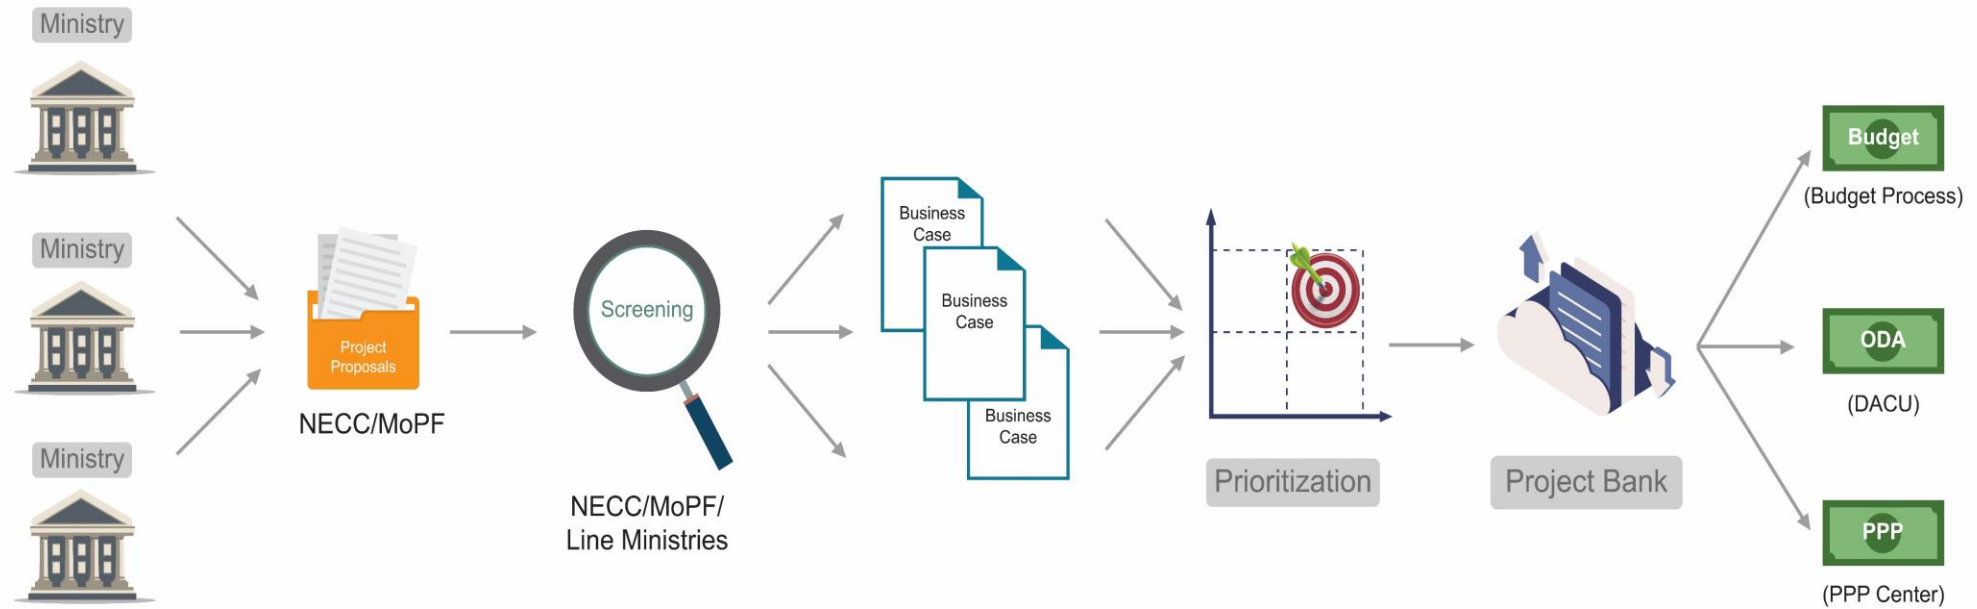 Ministry
Ministry
Ministry
Project
Proposals
NECC/MoPF
Screening
NECC/MoPF/
Line Ministries
Business
Case
Business
Case
Business
Case
Prioritization
Project Bank
Budget
(Budget Process)
ODA
(DACU)
PPP
(PPP Center)